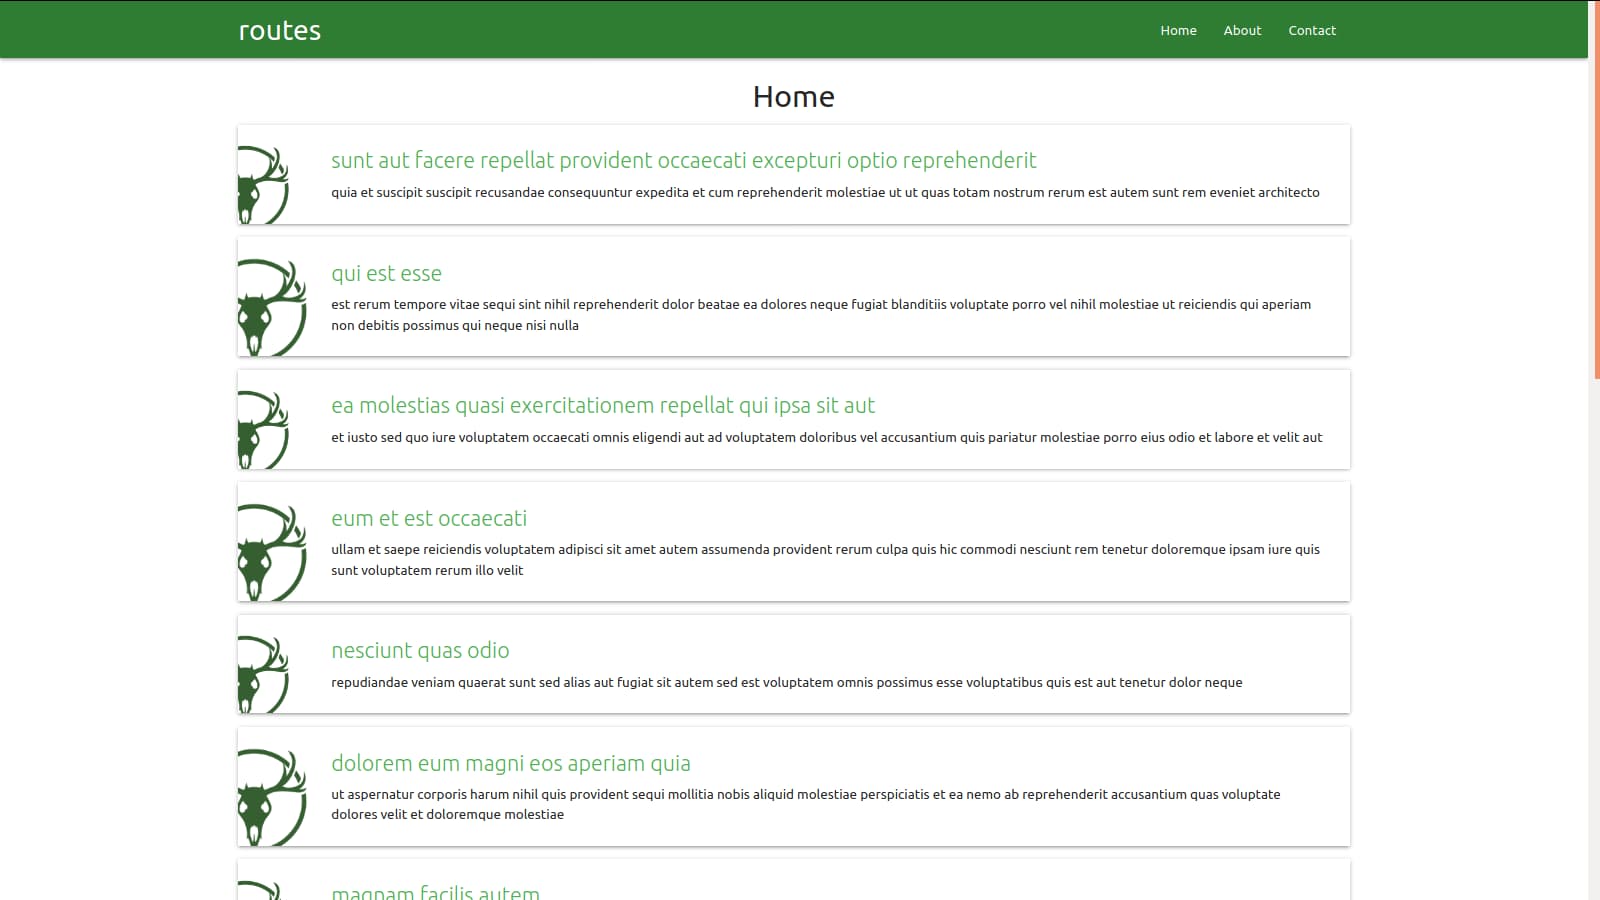 routes
Home
About
Contact
Home
sunt aut facere repellat provident occaecati excepturi optio reprehenderit
quia et suscipit suscipit recusandae consequuntur expedita et cum reprehenderit molestiae ut ut quas totam nostrum rerum est autem sunt rem eveniet architecto
qui est esse
est rerum tempore vitae sequi sint nihil reprehenderit dolor beatae ea dolores neque fugiat blanditiis voluptate porro vel nihil molestiae ut reiciendis qui aperiam
non debitis possimus qui neque nisi nulla
ea molestias quasi exercitationem repellat qui ipsa sit aut
et iusto sed quo iure voluptatem occaecati omnis eligendi aut ad voluptatem doloribus vel accusantium quis pariatur molestiae porro eius odio et labore et velit aut
eum et est occaecati
ullam et saepe reiciendis voluptatem adipisci sit amet autem assumenda provident rerum culpa quis hic commodi nesciunt rem tenetur doloremque ipsam iure quis
sunt voluptatem rerum illo velit
nesciunt quas odio
repudiandae veniam quaerat sunt sed alias aut fugiat sit autem sed est voluptatem omnis possimus esse voluptatibus quis est aut tenetur dolor neque
dolorem eum magni eos aperiam quia
ut aspernatur corporis harum nihil quis provident sequi mollitia nobis aliquid molestiae perspiciatis et ea nemo ab reprehenderit accusantium quas voluptate
dolores velit et doloremque molestiae
magnam facilis autem